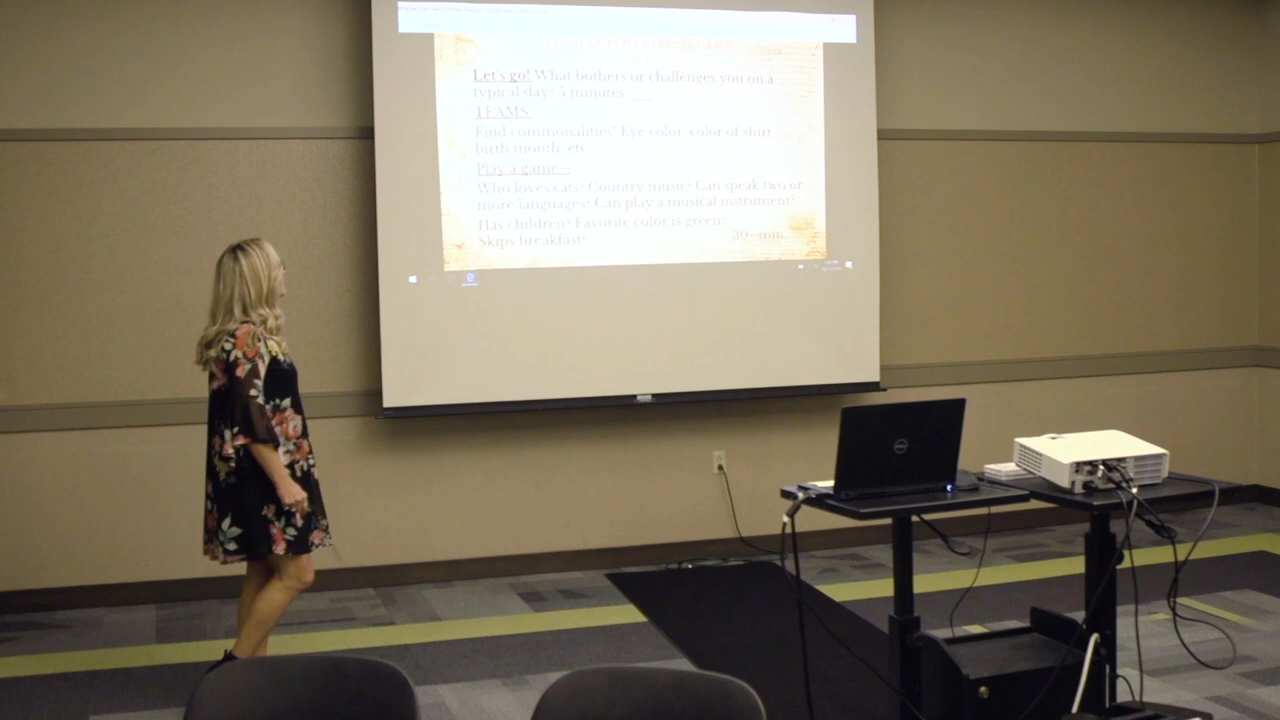 Let's go! What bothers or challenges you on a
typical day? 5 minutes
TEAMS
Find commonalities! Eye color, color of shirt,
birth month, etc
Play a game--
Who loves cats? Country music? Can speak two or
more languages? Can play a musical instrument?
Has children? Favorite color is green?
Skips breakfast?
30+ min.
DELL